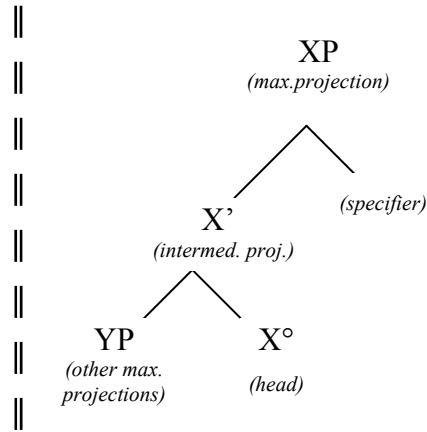 XP
(max.projection)
(specifier)
X’
(intermed. proj.)
YP
(other max.
projections)
X°
(head)